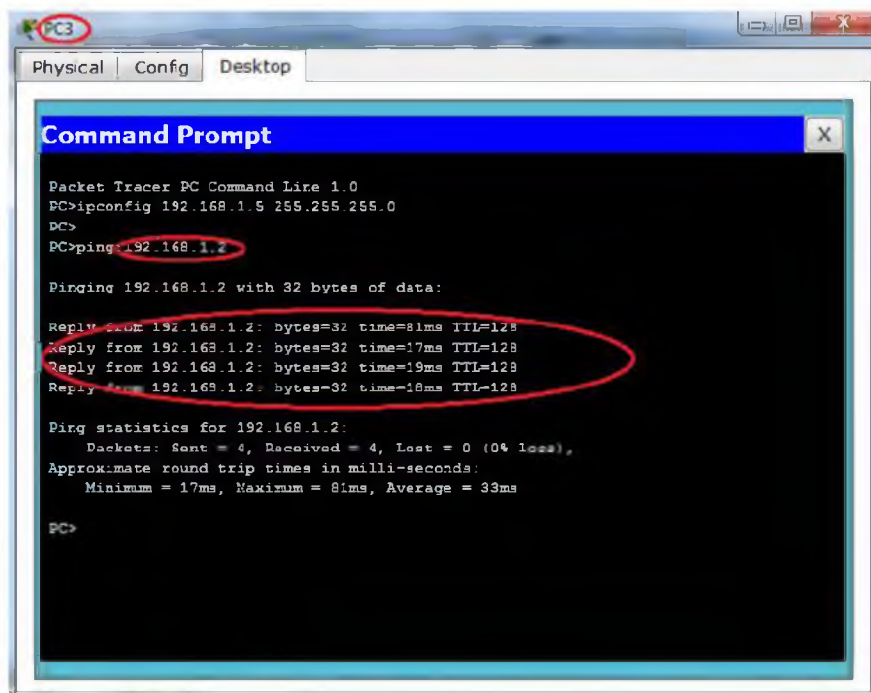 PC3
Physical Config Desktop
Command Prompt X
Packet Tracer PC Command Line 1.0
PC>ipconfig 192.168.1.5 255.255.255.0
PC>
PC>ping 192.168.1.2
Pinging 192.168.1.2 with 32 bytes of data:
Reply from 192.168.1.2: bytes=32 time=81ms TTL=128
Reply from 192.168.1.2: bytes=32 time=17ms TTL=128
Reply from 192.168.1.2: bytes=32 time=19ms TTL=128
Reply from 192.168.1.2: bytes=32 time=18ms TTL=128
Ping statistics for 192.168.1.2:
Packets: Sent = 4, Received = 4, Lost = 0 (0% loss),
Approximate round trip times in milli-seconds:
Minimum = 17ms, Maximum = 81ms, Average = 33ms
PC>